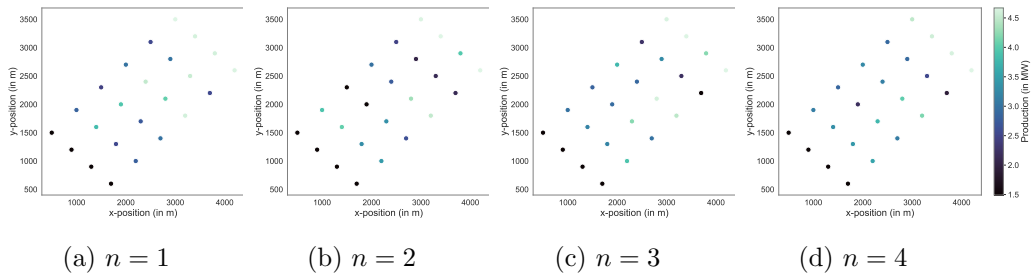 3500
3000
2500
2000
1500
1000
500
y-position (in m)
1000 2000 3000 4000
x-position (in m)
3500
3000
2500
2000
1500
1000
500
y-position (in m)
1000 2000 3000 4000
x-position (in m)
3500
3000
2500
2000
1500
1000
500
y-position (in m)
1000 2000 3000 4000
x-position (in m)
3500
3000
2500
2000
1500
1000
500
y-position (in m)
1000 2000 3000 4000
x-position (in m)
4.5
4.0
3.5
3.0
2.5
2.0
1.5
Production (in MW)
(a) n = 1 (b) n = 2 (c) n = 3 (d) n = 4